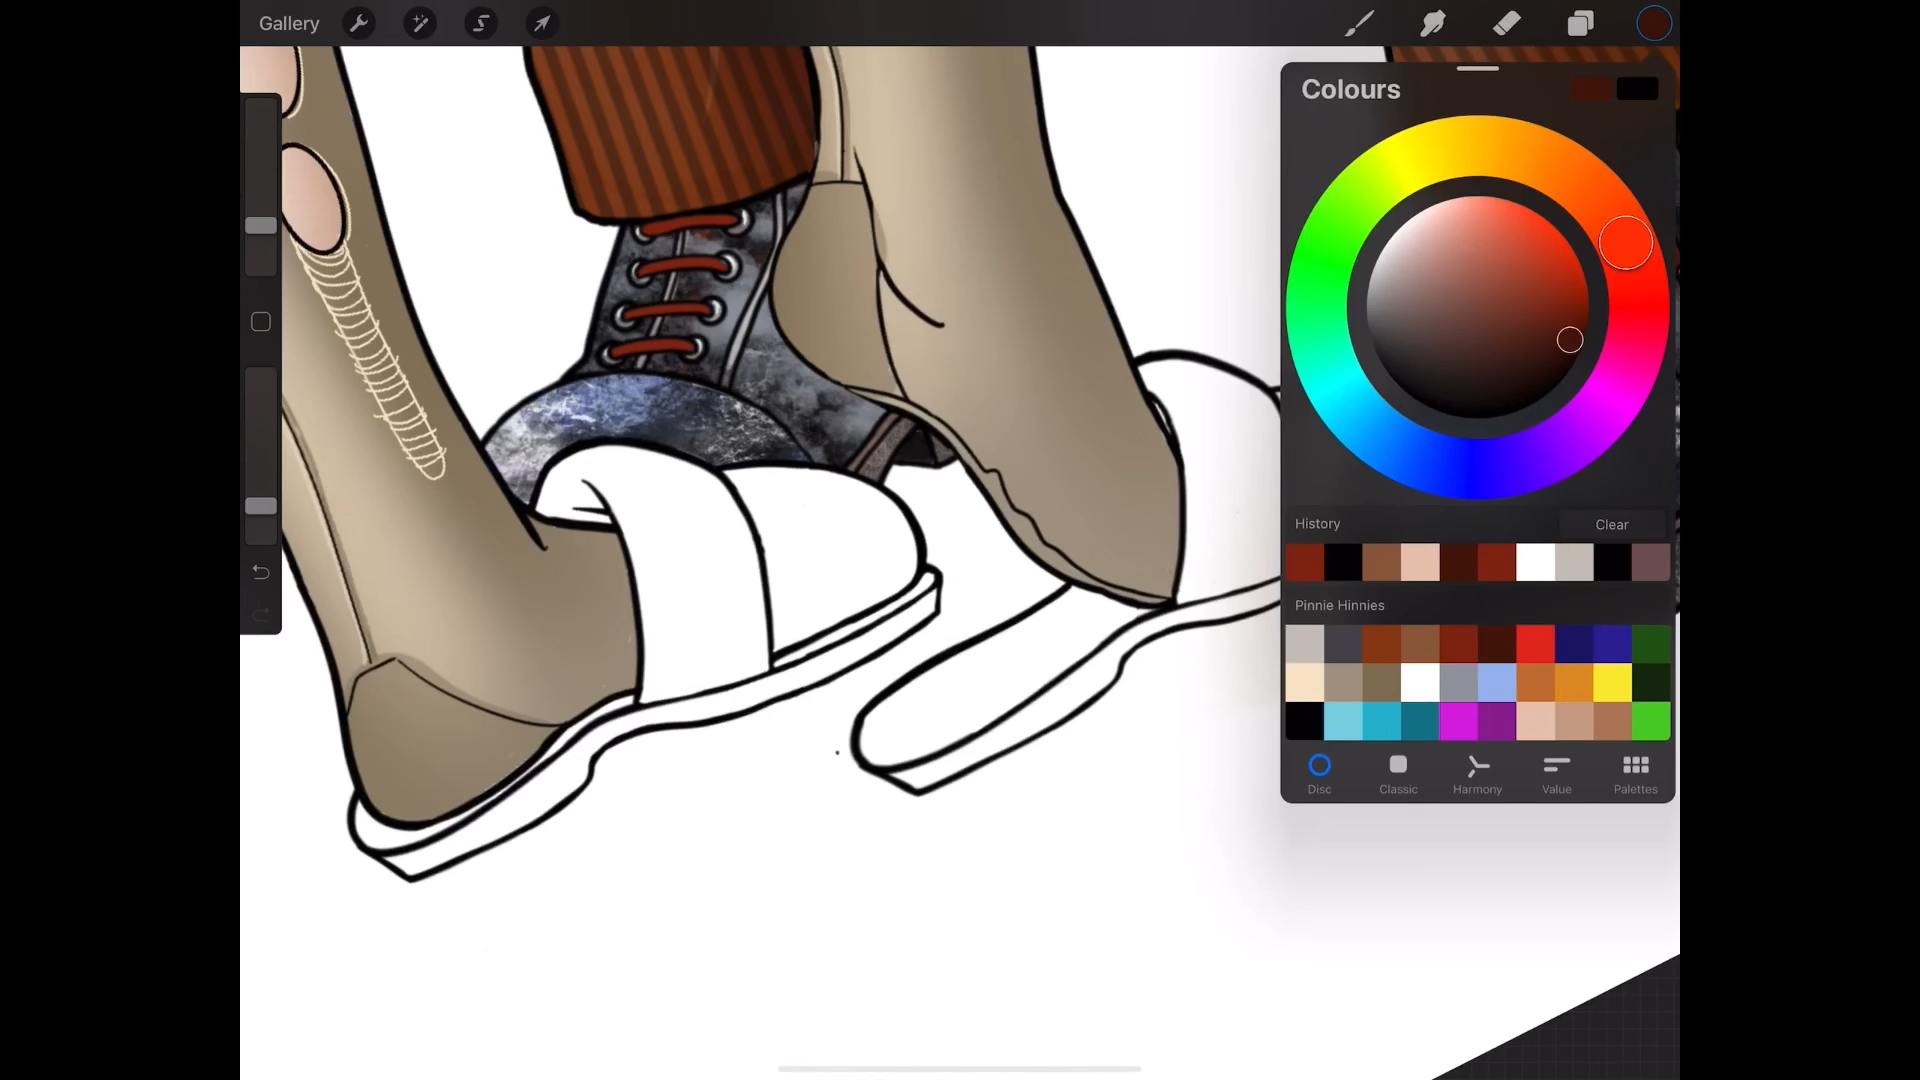 Gallery
Colours
History
Clear
Pinnie Hinnies
Disc
Classic
Harmony
Value
Palettes